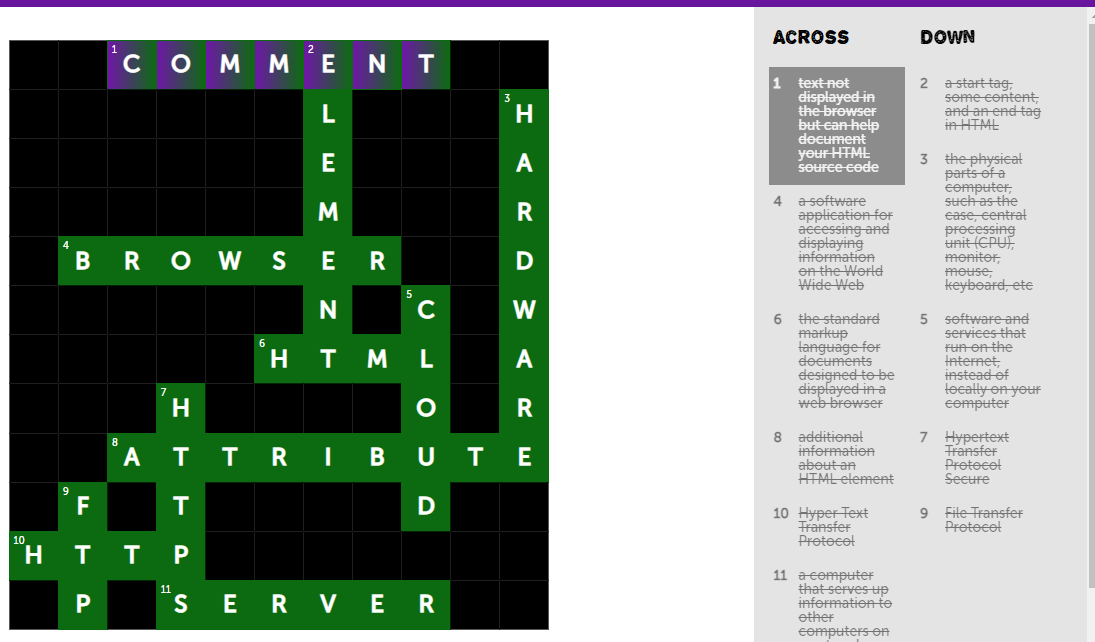 1 C O M M 2 E N T
L 3 H
E A
M R
4 B R O W S E R D
N 5 C W
6 H T M L A
7 H O R
8 A T T R I B U T E
9 F T D
10 H T T P
P 11 S E R V E R
ACROSS
1 text not
displayed in
the browser
but can help
document
your HTML
source code
4 a software
application for
accessing and
displaying
information
on the World
Wide Web
6 the standard
markup
language for
documents
designed to be
displayed in a
web browser
8 additional
information
about an
HTML element
10 Hyper Text
Transfer
Protocol
11 a computer
that serves up
information to
other
computers on
DOWN
2 a start tag,
some content,
and an end tag
in HTML
3 the physical
parts of a
computer,
such as the
case, central
processing
unit (CPU),
monitor,
mouse,
keyboard, etc
5 software and
services that
run on the
Internet,
instead of
locally on your
computer
7 Hypertext
Transfer
Protocol
Secure
9 File Transfer
Protocol